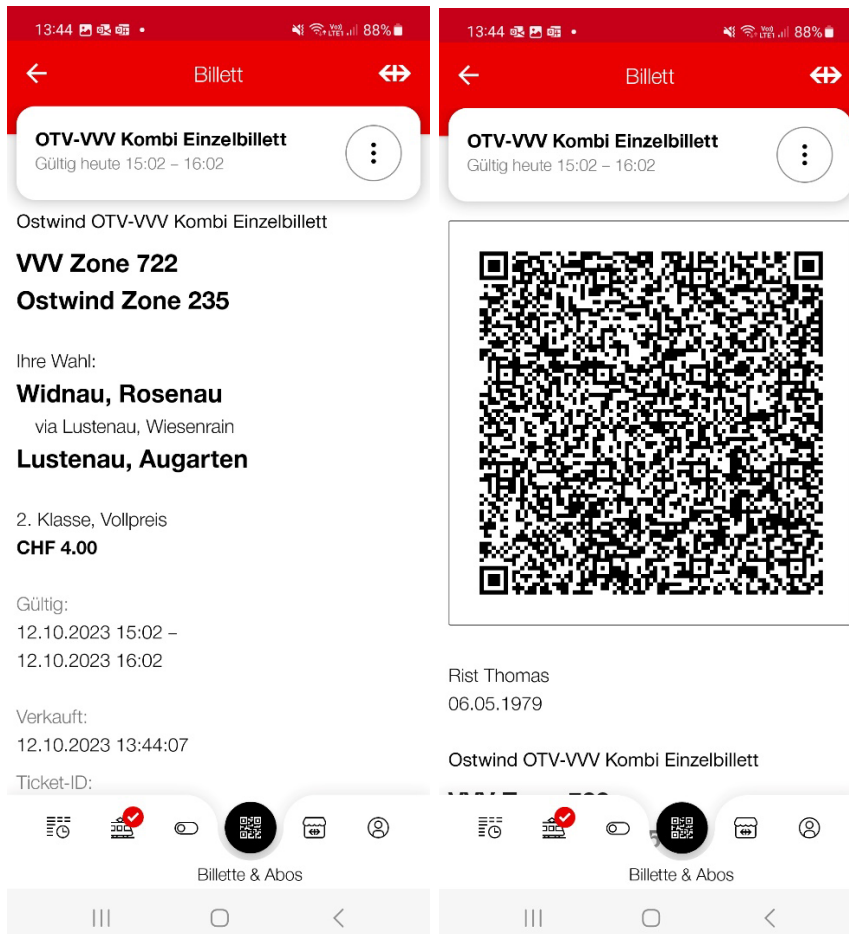 13:44
88%
Billett
OTV-VVV Kombi Einzelbillett
Gültig heute 15:02 – 16:02
Ostwind OTV-VVV Kombi Einzelbillett
VVV Zone 722
Ostwind Zone 235
Ihre Wahl:
Widnau, Rosenau
via Lustenau, Wiesenrain
Lustenau, Augarten
2. Klasse, Vollpreis
CHF 4.00
Gültig:
12.10.2023 15:02 –
12.10.2023 16:02
Verkauft:
12.10.2023 13:44:07
Ticket-ID:
Billette & Abos
13:44
88%
Billett
OTV-VVV Kombi Einzelbillett
Gültig heute 15:02 – 16:02
Rist Thomas
06.05.1979
Ostwind OTV-VVV Kombi Einzelbillett
Billette & Abos